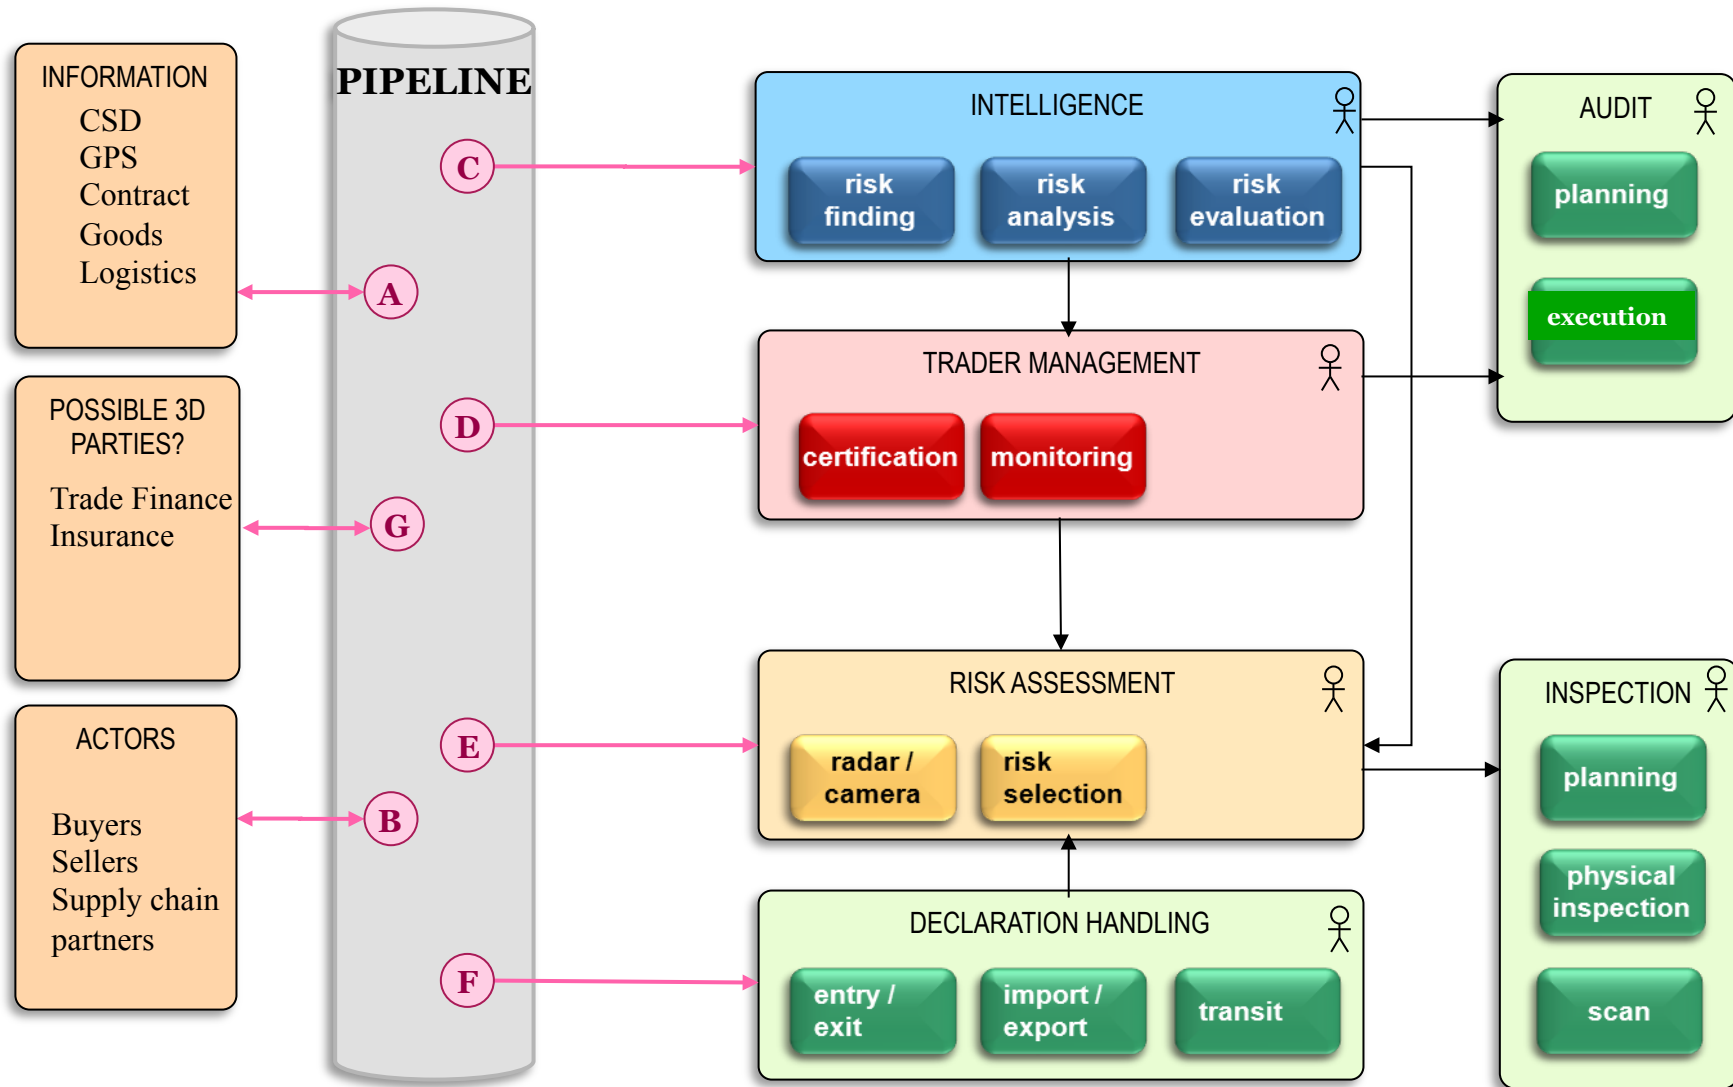 INFORMATION
CSD
GPS
Contract
Goods
Logistics
POSSIBLE 3D
PARTIES?
Trade Finance
Insurance
ACTORS
Buyers
Sellers
Supply chain
partners
PIPELINE
C
A
D
G
E
B
F
INTELLIGENCE
risk
finding
risk
analysis
risk
evaluation
TRADER MANAGEMENT
certification
monitoring
RISK ASSESSMENT
radar /
camera
risk
selection
DECLARATION HANDLING
entry /
exit
import /
export
transit
AUDIT
planning
execution
INSPECTION
planning
physical
inspection
scan